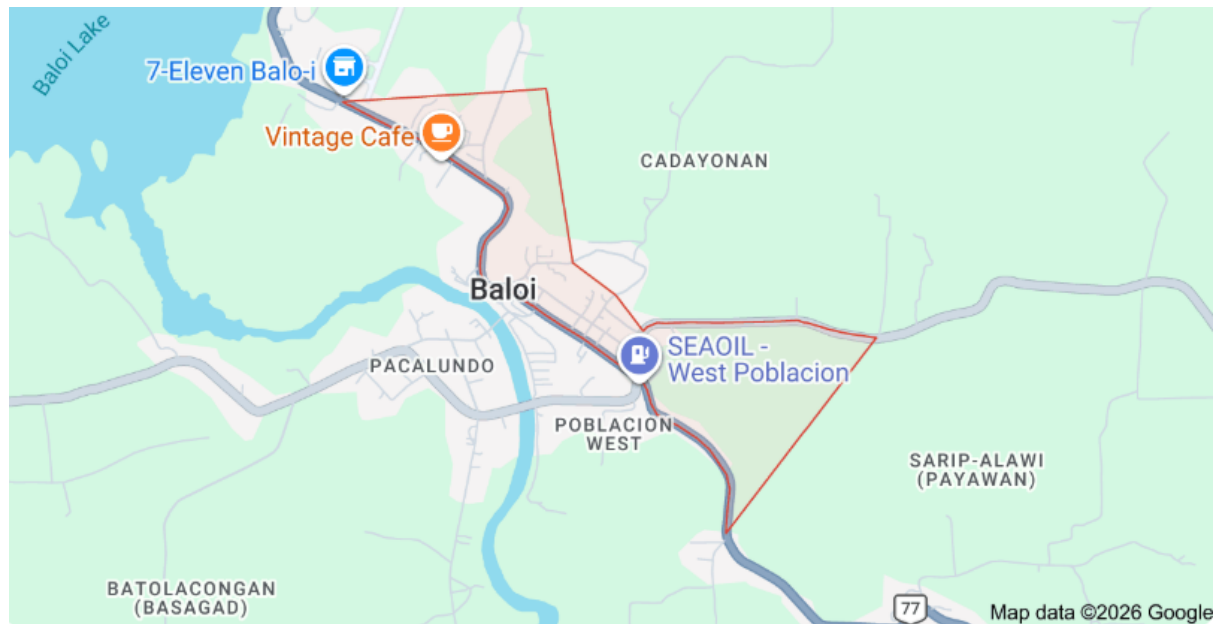 Baloi Lake
7-Eleven Balo-i
Vintage Cafe
CADAYONAN
Baloi
SEAOIL -
West Poblacion
PACALUNDO
POBLACION
WEST
SARIP-ALAWI
(PAYAWAN)
BATOLACONGAN
(BASAGAD)
77
Map data ©2026 Google